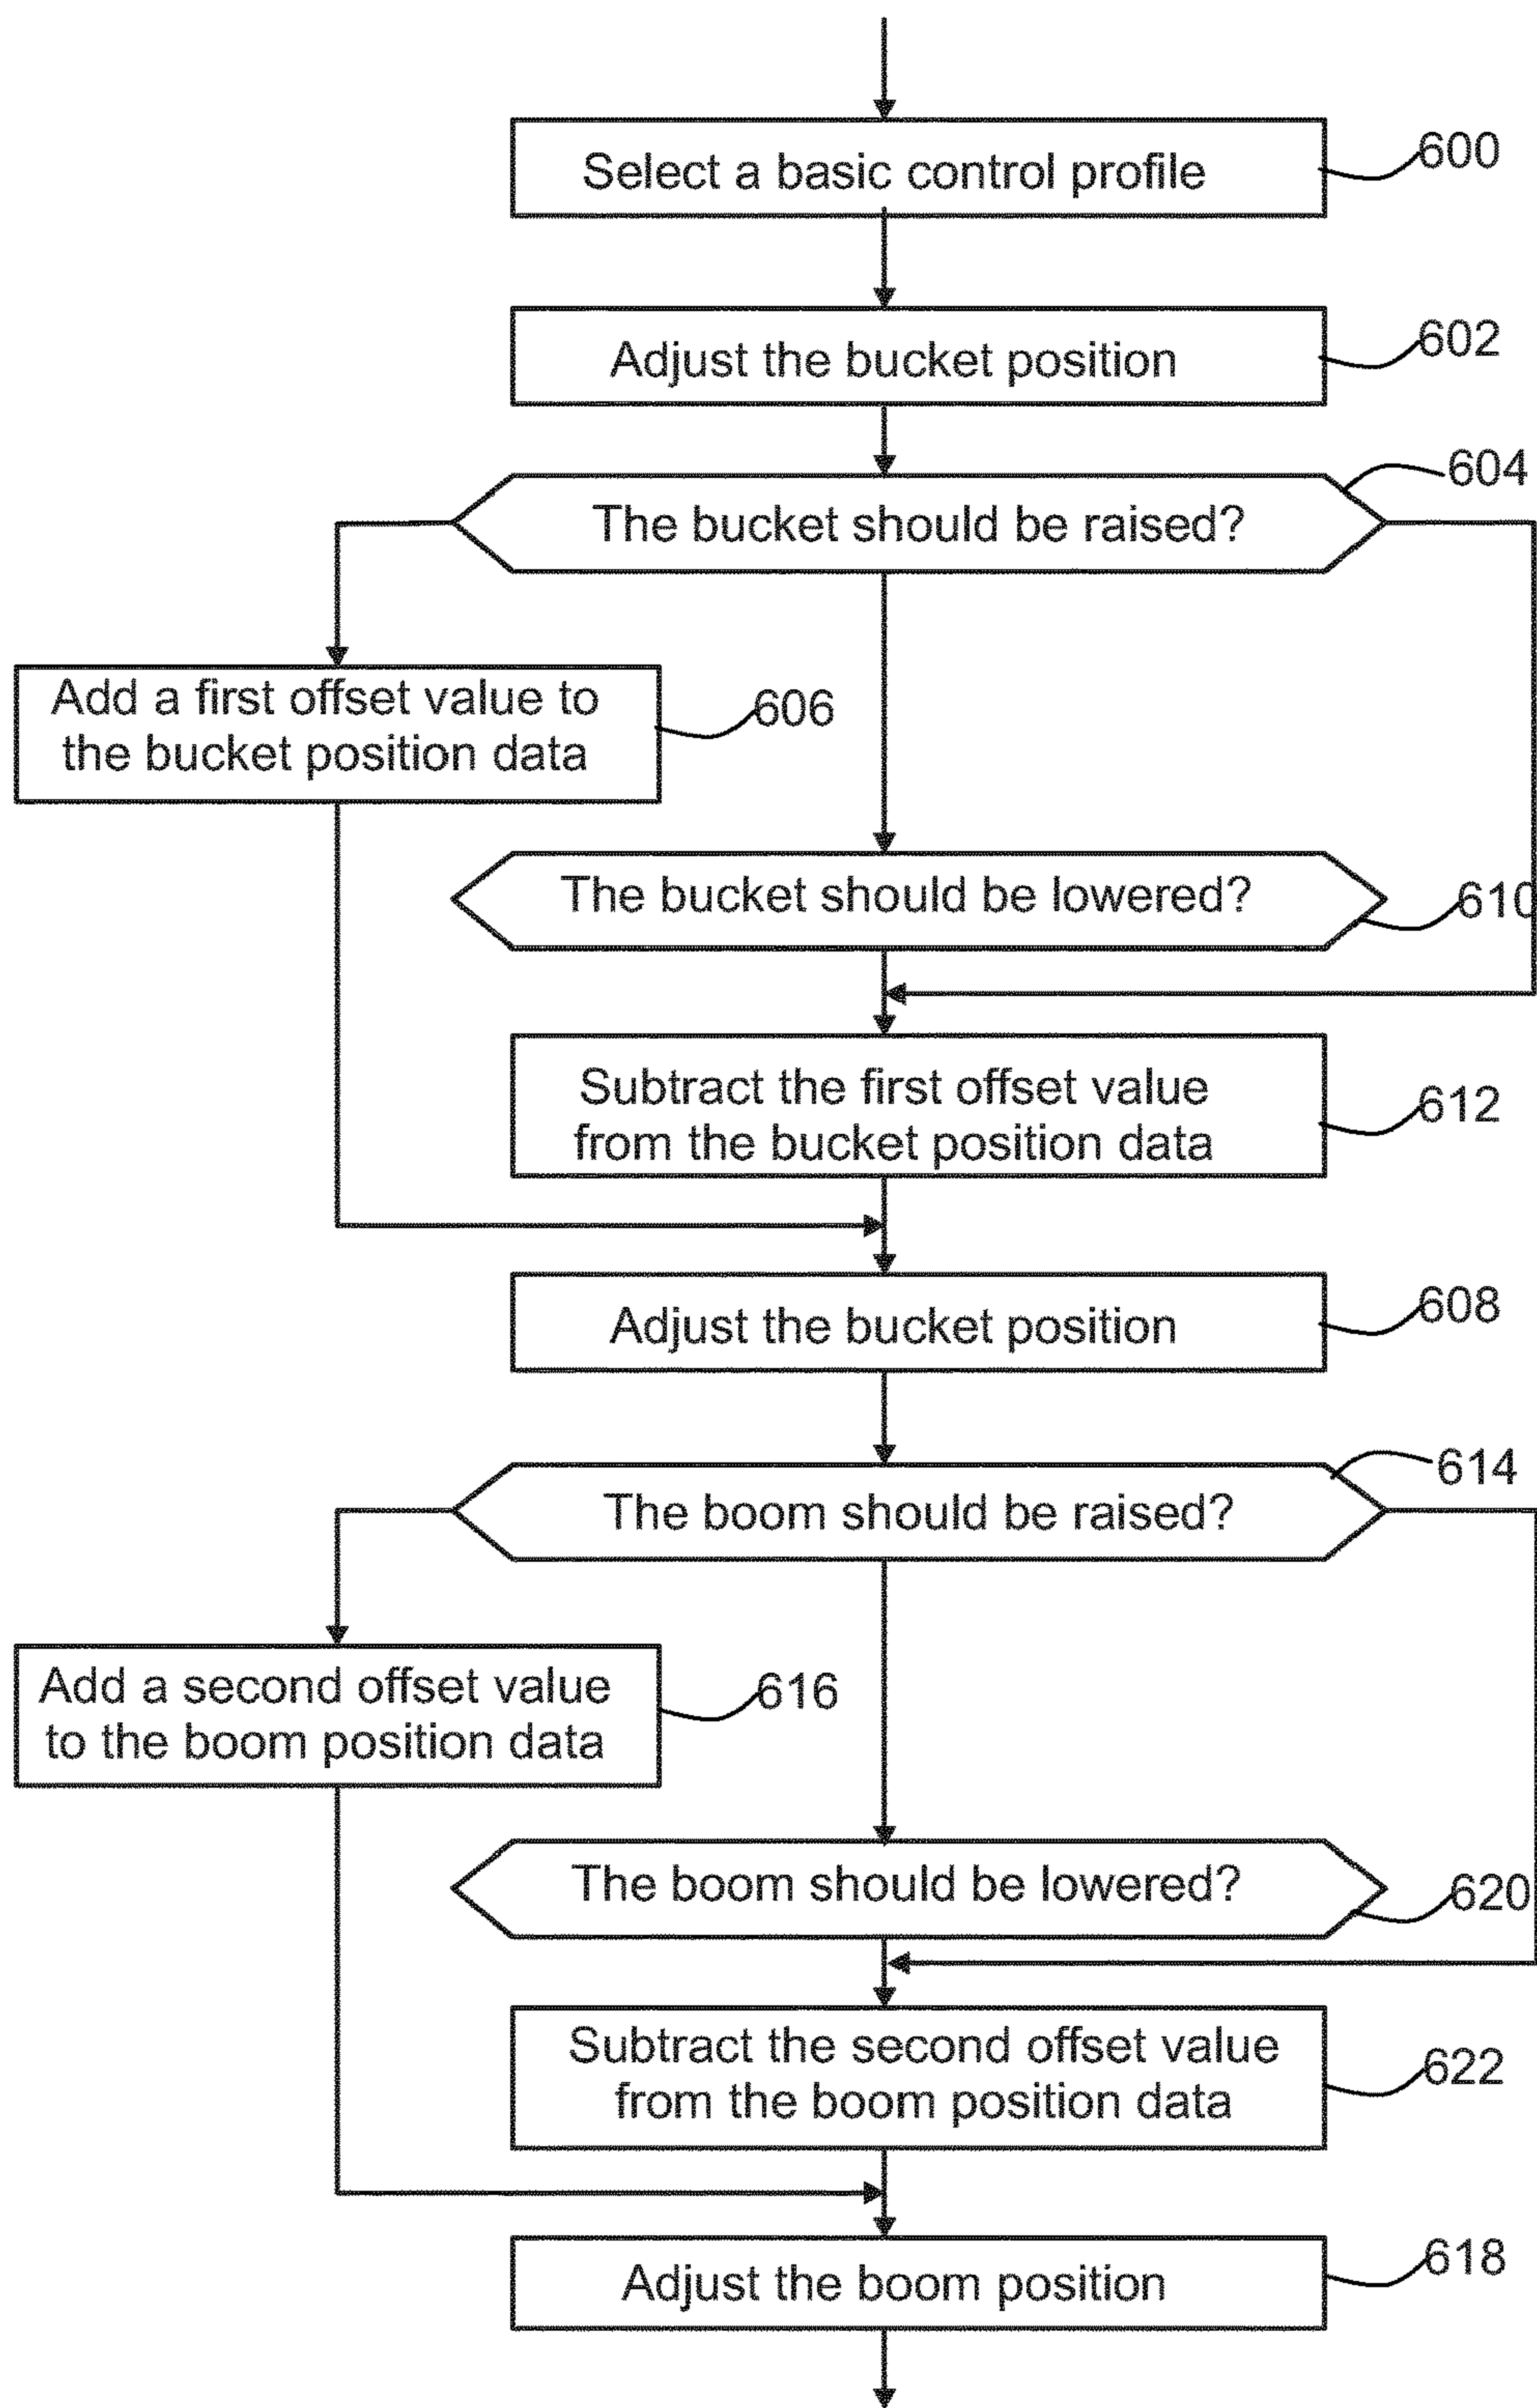 Select a basic control profile
600
Adjust the bucket position
602
604
The bucket should be raised?
Add a first offset value to
the bucket position data
606
The bucket should be lowered?
610
Subtract the first offset value
from the bucket position data
612
Adjust the bucket position
608
614
The boom should be raised?
Add a second offset value
to the boom position data
616
The boom should be lowered?
620
Subtract the second offset value
from the boom position data
622
Adjust the boom position
618